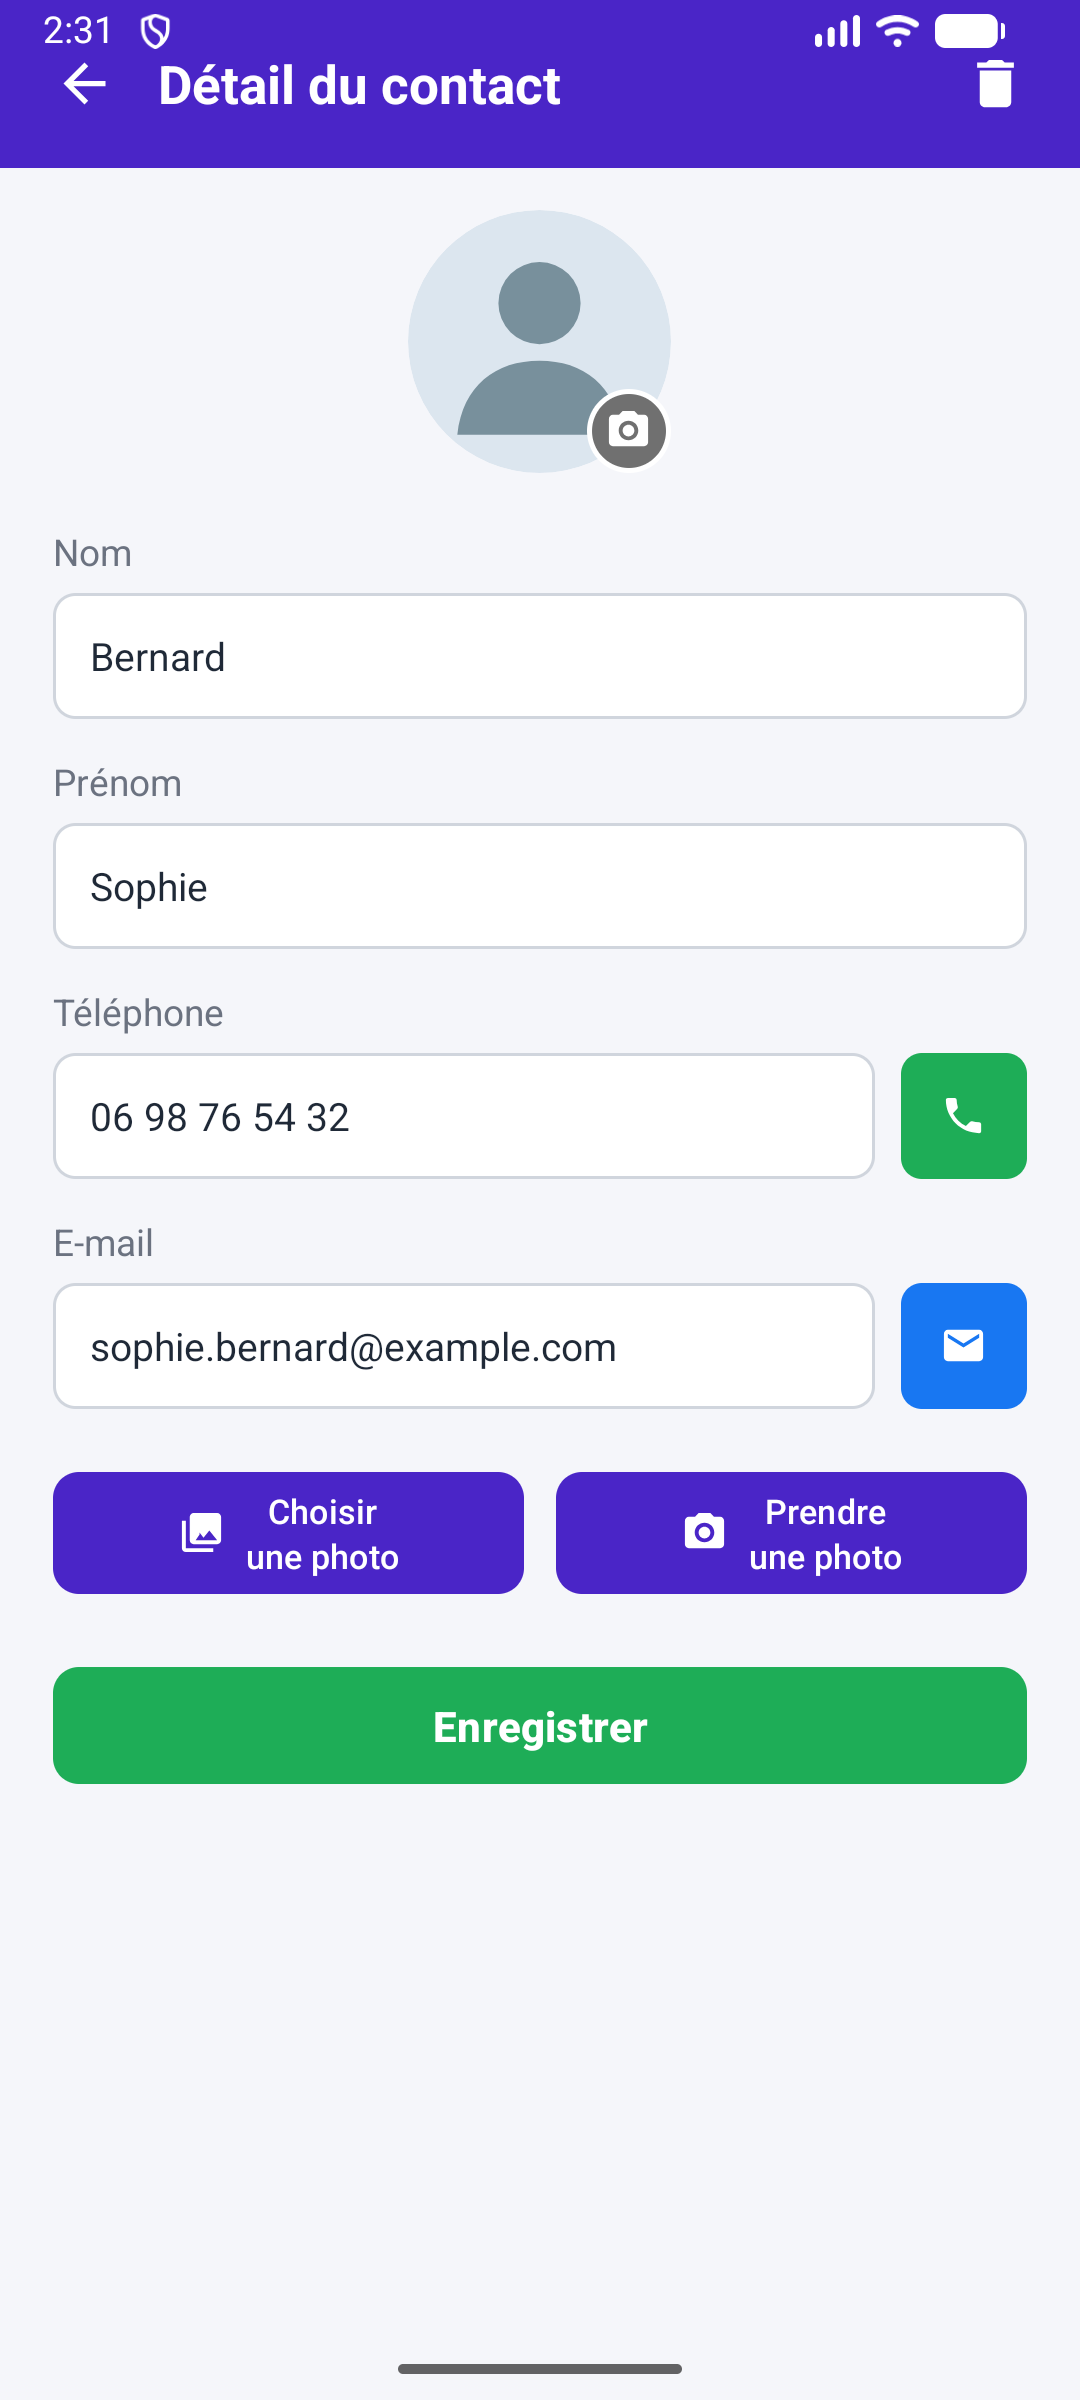 2:31
Détail du contact
Nom
Bernard
Prénom
Sophie
Téléphone
06 98 76 54 32
E-mail
sophie.bernard@example.com
Choisir
une photo
Prendre
une photo
Enregistrer